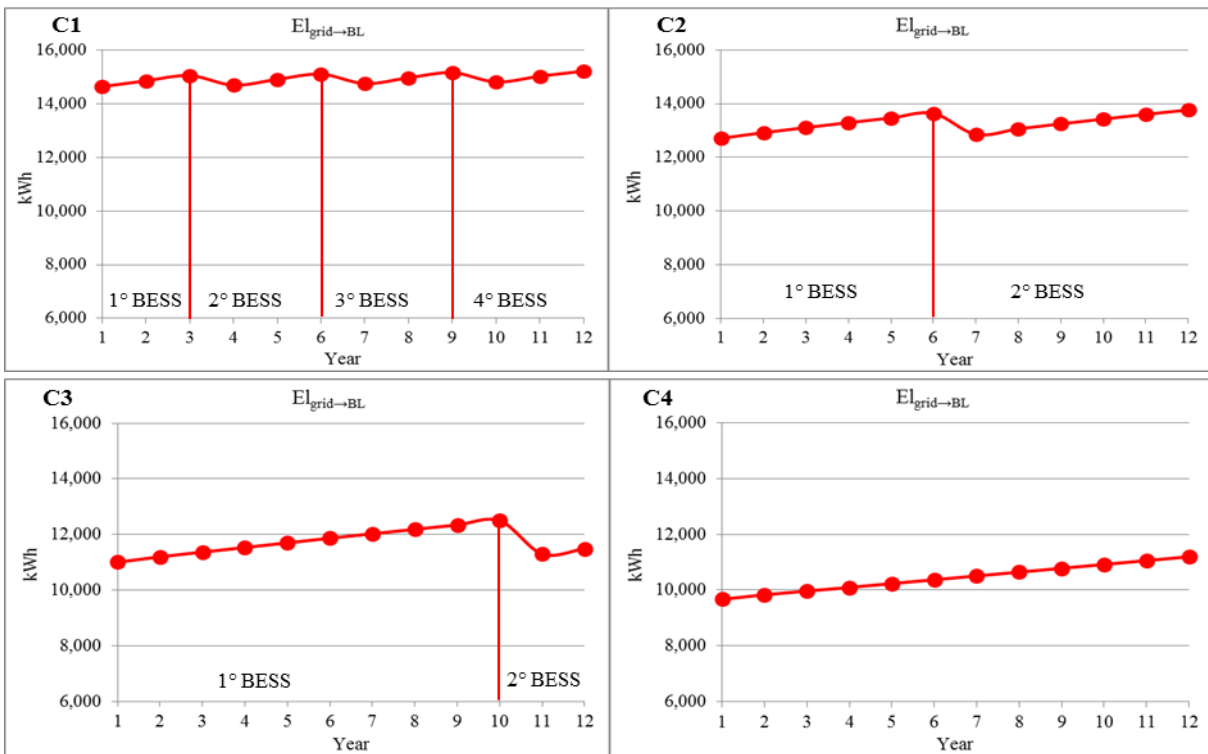 C1
El_grid→BL
16,000
14,000
12,000
10,000
8,000
6,000
kWh
1° BESS 2° BESS 3° BESS 4° BESS
1 2 3 4 5 6 7 8 9 10 11 12
Year
C2
El_grid→BL
16,000
14,000
12,000
10,000
8,000
6,000
kWh
1° BESS 2° BESS
1 2 3 4 5 6 7 8 9 10 11 12
Year
C3
El_grid→BL
16,000
14,000
12,000
10,000
8,000
6,000
kWh
1° BESS 2° BESS
1 2 3 4 5 6 7 8 9 10 11 12
Year
C4
El_grid→BL
16,000
14,000
12,000
10,000
8,000
6,000
kWh
1 2 3 4 5 6 7 8 9 10 11 12
Year